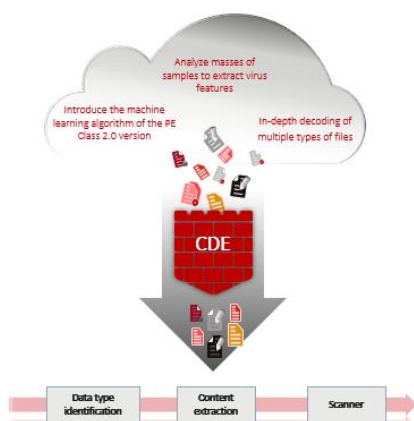 Analyze masses of
samples to extract virus
features
Introduce the machine
learning algorithm of the PE
Class 2.0 version
In-depth decoding of
multiple types of files
CDE
Data type
identification
Content
extraction
Scanner